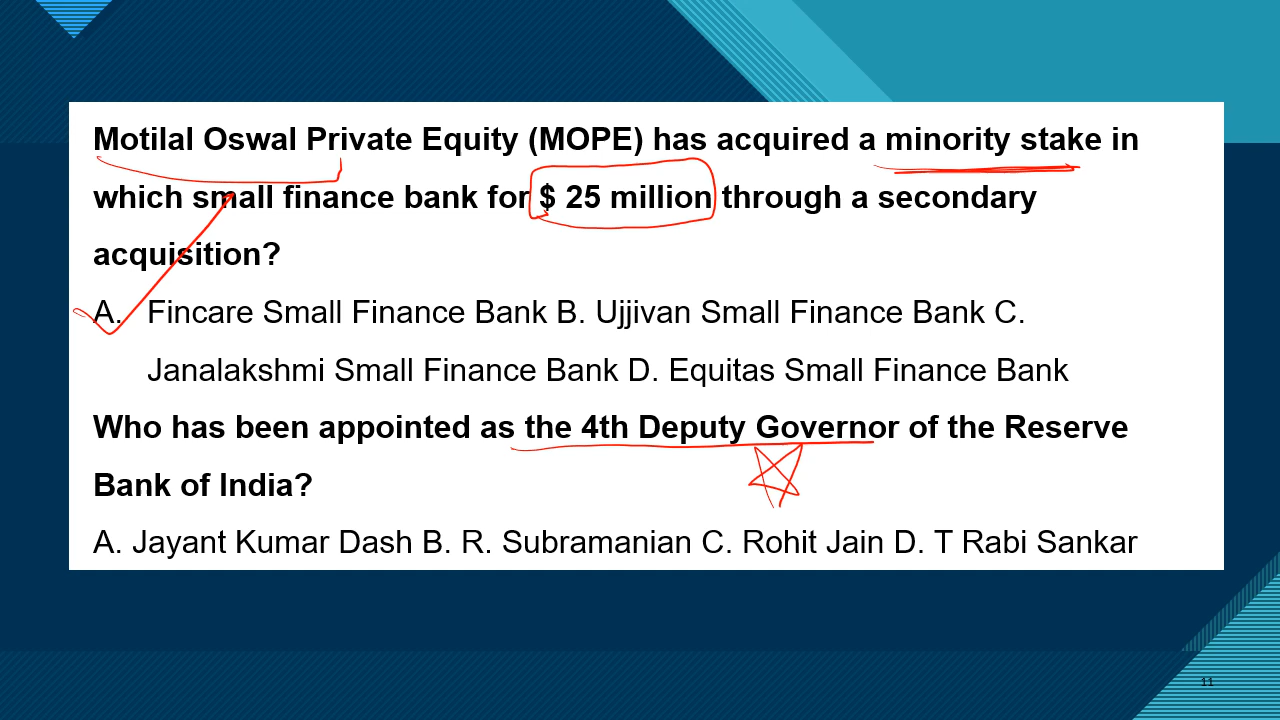 Motilal Oswal Private Equity (MOPE) has acquired a minority stake in
which small finance bank for $ 25 million through a secondary
acquisition?
A. Fincare Small Finance Bank B. Ujjivan Small Finance Bank C.
Janalakshmi Small Finance Bank D. Equitas Small Finance Bank
Who has been appointed as the 4th Deputy Governor of the Reserve
Bank of India?
A. Jayant Kumar Dash B. R. Subramanian C. Rohit Jain D. T Rabi Sankar
11